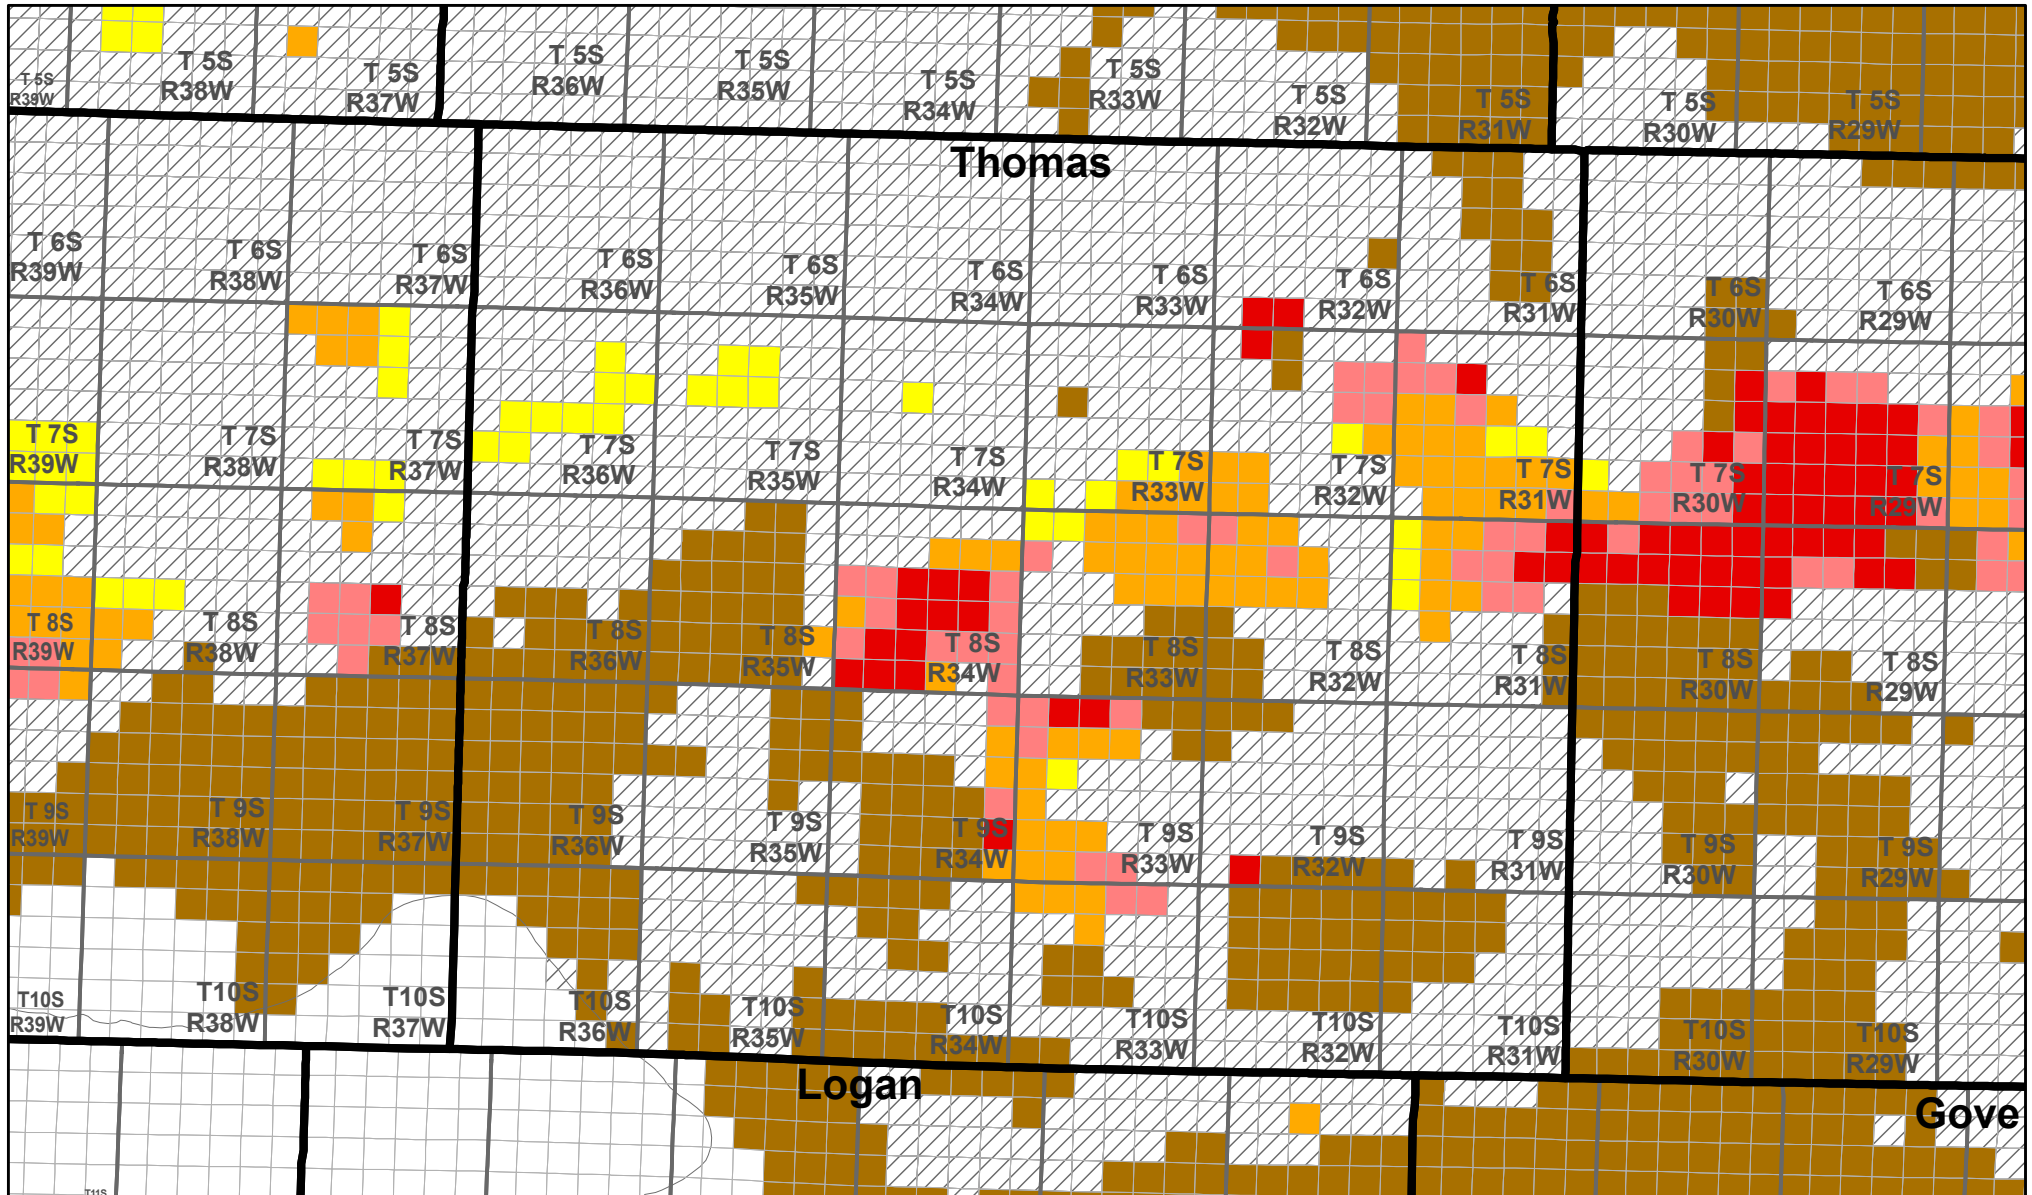 T 5S
R39W
T 5S
R38W
T 5S
R37W
T 5S
R36W
T 5S
R35W
T 5S
R34W
T 5S
R33W
T 5S
R32W
T 5S
R31W
T 5S
R30W
T 5S
R29W
Thomas
T 6S
R39W
T 6S
R38W
T 6S
R37W
T 6S
R36W
T 6S
R35W
T 6S
R34W
T 6S
R33W
T 6S
R32W
T 6S
R31W
T 6S
R30W
T 6S
R29W
T 7S
R39W
T 7S
R38W
T 7S
R37W
T 7S
R36W
T 7S
R35W
T 7S
R34W
T 7S
R33W
T 7S
R32W
T 7S
R31W
T 7S
R30W
T 7S
R29W
T 8S
R39W
T 8S
R38W
T 8S
R37W
T 8S
R36W
T 8S
R35W
T 8S
R34W
T 8S
R33W
T 8S
R32W
T 8S
R31W
T 8S
R30W
T 8S
R29W
T 9S
R39W
T 9S
R38W
T 9S
R37W
T 9S
R36W
T 9S
R35W
T 9S
R34W
T 9S
R33W
T 9S
R32W
T 9S
R31W
T 9S
R30W
T 9S
R29W
T10S
R39W
T10S
R38W
T10S
R37W
T10S
R36W
T10S
R35W
T10S
R34W
T10S
R33W
T10S
R32W
T10S
R31W
T10S
R30W
T10S
R29W
Logan
Gove
T11S